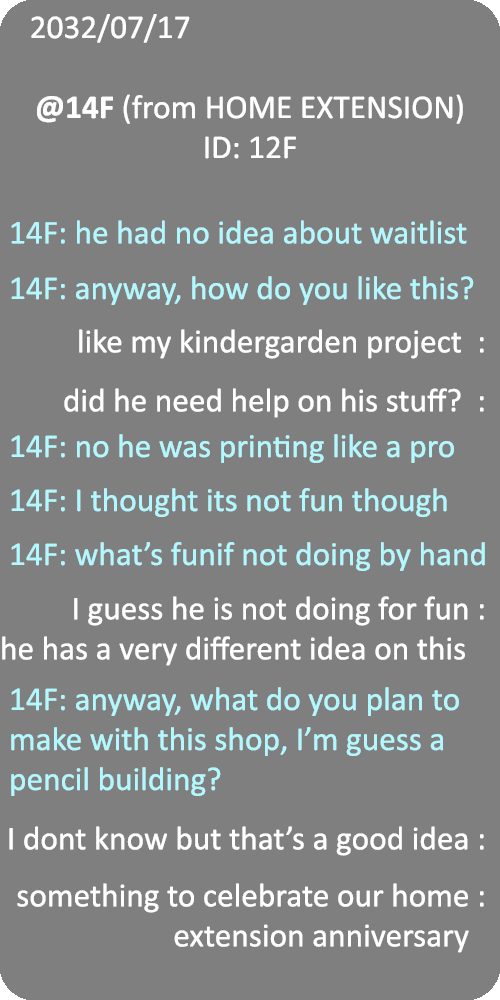 2032/07/17
@14F (from HOME EXTENSION)
ID: 12F
14F: he had no idea about waitlist
14F: anyway, how do you like this?
like my kindergarden project :
did he need help on his stuff? :
14F: no he was printing like a pro
14F: I thought its not fun though
14F: what's funif not doing by hand
I guess he is not doing for fun :
he has a very different idea on this
14F: anyway, what do you plan to
make with this shop, I'm guess a
pencil building?
I dont know but that's a good idea :
something to celebrate our home :
extension anniversary